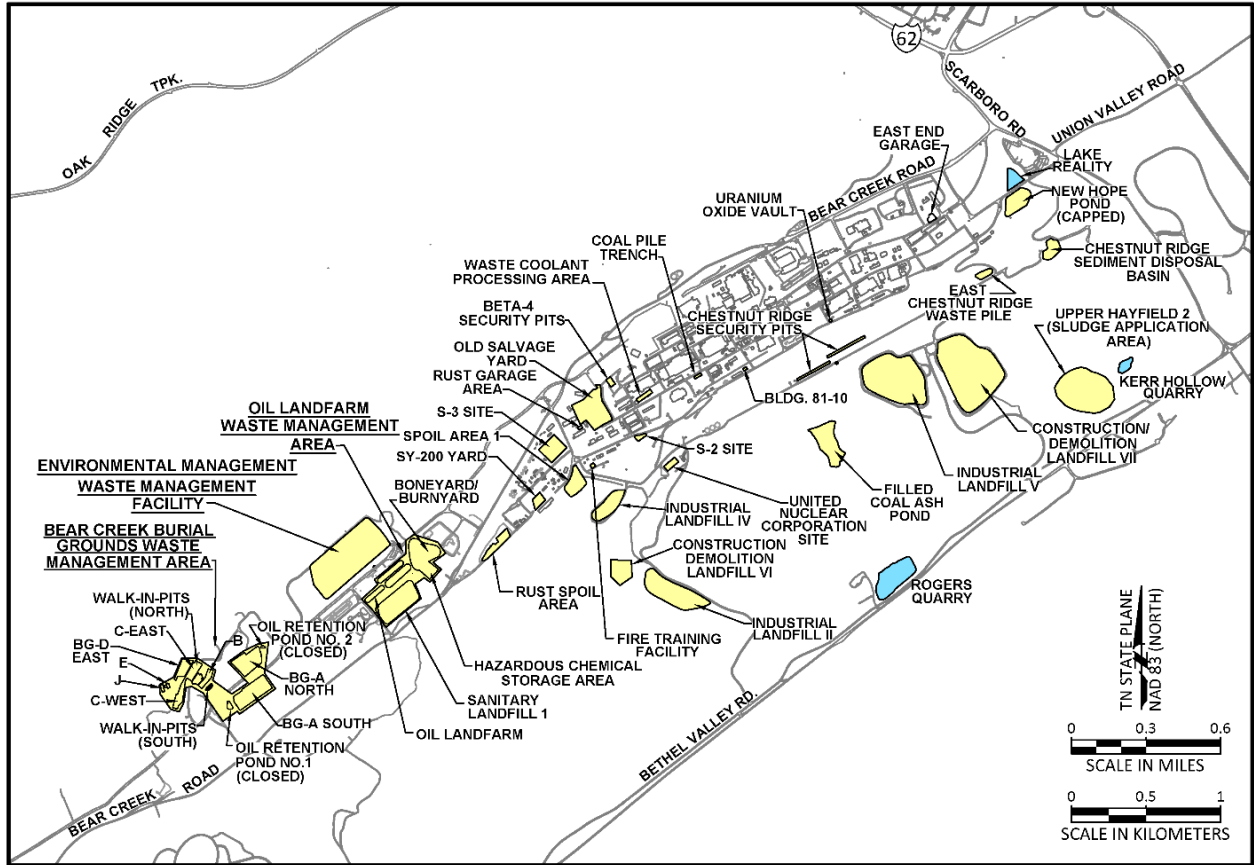 62
SCARBORO RD
UNION VALLEY ROAD
OAK RIDGE TPK.
EAST END
GARAGE
BEAR CREEK ROAD
LAKE
REALITY
NEW HOPE
POND
(CAPPED)
URANIUM
OXIDE VAULT
COAL PILE
TRENCH
WASTE COOLANT
PROCESSING AREA
CHESTNUT RIDGE
SEDIMENT DISPOSAL
BASIN
BETA-4
SECURITY PITS
CHESTNUT RIDGE
SECURITY PITS
EAST
CHESTNUT RIDGE
WASTE PILE
UPPER HAYFIELD 2
(SLUDGE APPLICATION
AREA)
OLD SALVAGE
YARD
RUST GARAGE
AREA
KERR HOLLOW
QUARRY
BLDG. 81-10
S-3 SITE
OIL LANDFARM
WASTE MANAGEMENT
AREA
SPOIL AREA 1
SY-200 YARD
S-2 SITE
CONSTRUCTION/
DEMOLITION
LANDFILL VII
INDUSTRIAL
LANDFILL V
ENVIRONMENTAL MANAGEMENT
WASTE MANAGEMENT
FACILITY
BONEYARD/
BURNYARD
FILLED
COAL ASH
POND
UNITED
NUCLEAR
CORPORATION
SITE
INDUSTRIAL
LANDFILL IV
BEAR CREEK BURIAL
GROUNDS WASTE
MANAGEMENT AREA
CONSTRUCTION
DEMOLITION
LANDFILL VI
RUST SPOIL
AREA
ROGERS
QUARRY
WALK-IN-PITS
(NORTH)
C-EAST
BG-D
EAST
E
J
C-WEST
B
OIL RETENTION
POND NO. 2
(CLOSED)
INDUSTRIAL
LANDFILL II
FIRE TRAINING
FACILITY
HAZARDOUS CHEMICAL
STORAGE AREA
BG-A
NORTH
SANITARY
LANDFILL 1
BG-A SOUTH
OIL LANDFARM
WALK-IN-PITS
(SOUTH)
OIL RETENTION
POND NO.1
(CLOSED)
BEAR CREEK ROAD
BETHEL VALLEY RD.
TN STATE PLANE
NAD 83 (NORTH)
0 0.3 0.6
SCALE IN MILES
0 0.5 1
SCALE IN KILOMETERS